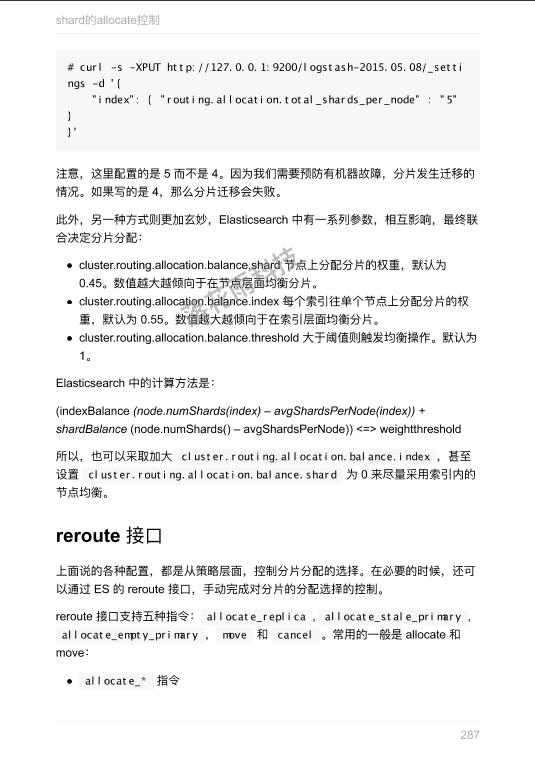 shard的allocate控制
# curl -s -XPUT http://127.0.0.1:9200/logstash-2015.05.08/_setti
ngs -d '{
"index": { "routing.allocation.total_shards_per_node" : "5"
}
}'
注意，这里配置的是 5 而不是 4。因为我们需要预防有机器故障，分片发生迁移的
情况。如果写的是 4，那么分片迁移会失败。
此外，另一种方式则更加玄妙，Elasticsearch 中有一系列参数，相互影响，最终联
合决定分片分配：
● cluster.routing.allocation.balance.shard 节点上分配分片的权重，默认为
0.45。数值越大越倾向于在节点层面均衡分片。
● cluster.routing.allocation.balance.index 每个索引往单个节点上分配分片的权
重，默认为 0.55。数值越大越倾向于在索引层面均衡分片。
● cluster.routing.allocation.balance.threshold 大于阈值则触发均衡操作。默认为
1。
Elasticsearch 中的计算方法是：
(indexBalance (node.numShards(index) – avgShardsPerNode(index)) +
shardBalance (node.numShards() – avgShardsPerNode)) <=> weightthreshold
所以，也可以采取加大 cluster.routing.allocation.balance.index ，甚至
设置 cluster.routing.allocation.balance.shard 为 0 来尽量采用索引内的
节点均衡。
reroute 接口
上面说的各种配置，都是从策略层面，控制分片分配的选择。在必要的时候，还可
以通过 ES 的 reroute 接口，手动完成对分片的分配选择的控制。
reroute 接口支持五种指令： allocate_replica , allocate_stale_primary ,
allocate_empty_primary ， move 和 cancel 。常用的一般是 allocate 和
move：
● allocate_* 指令
287
落花雨科技